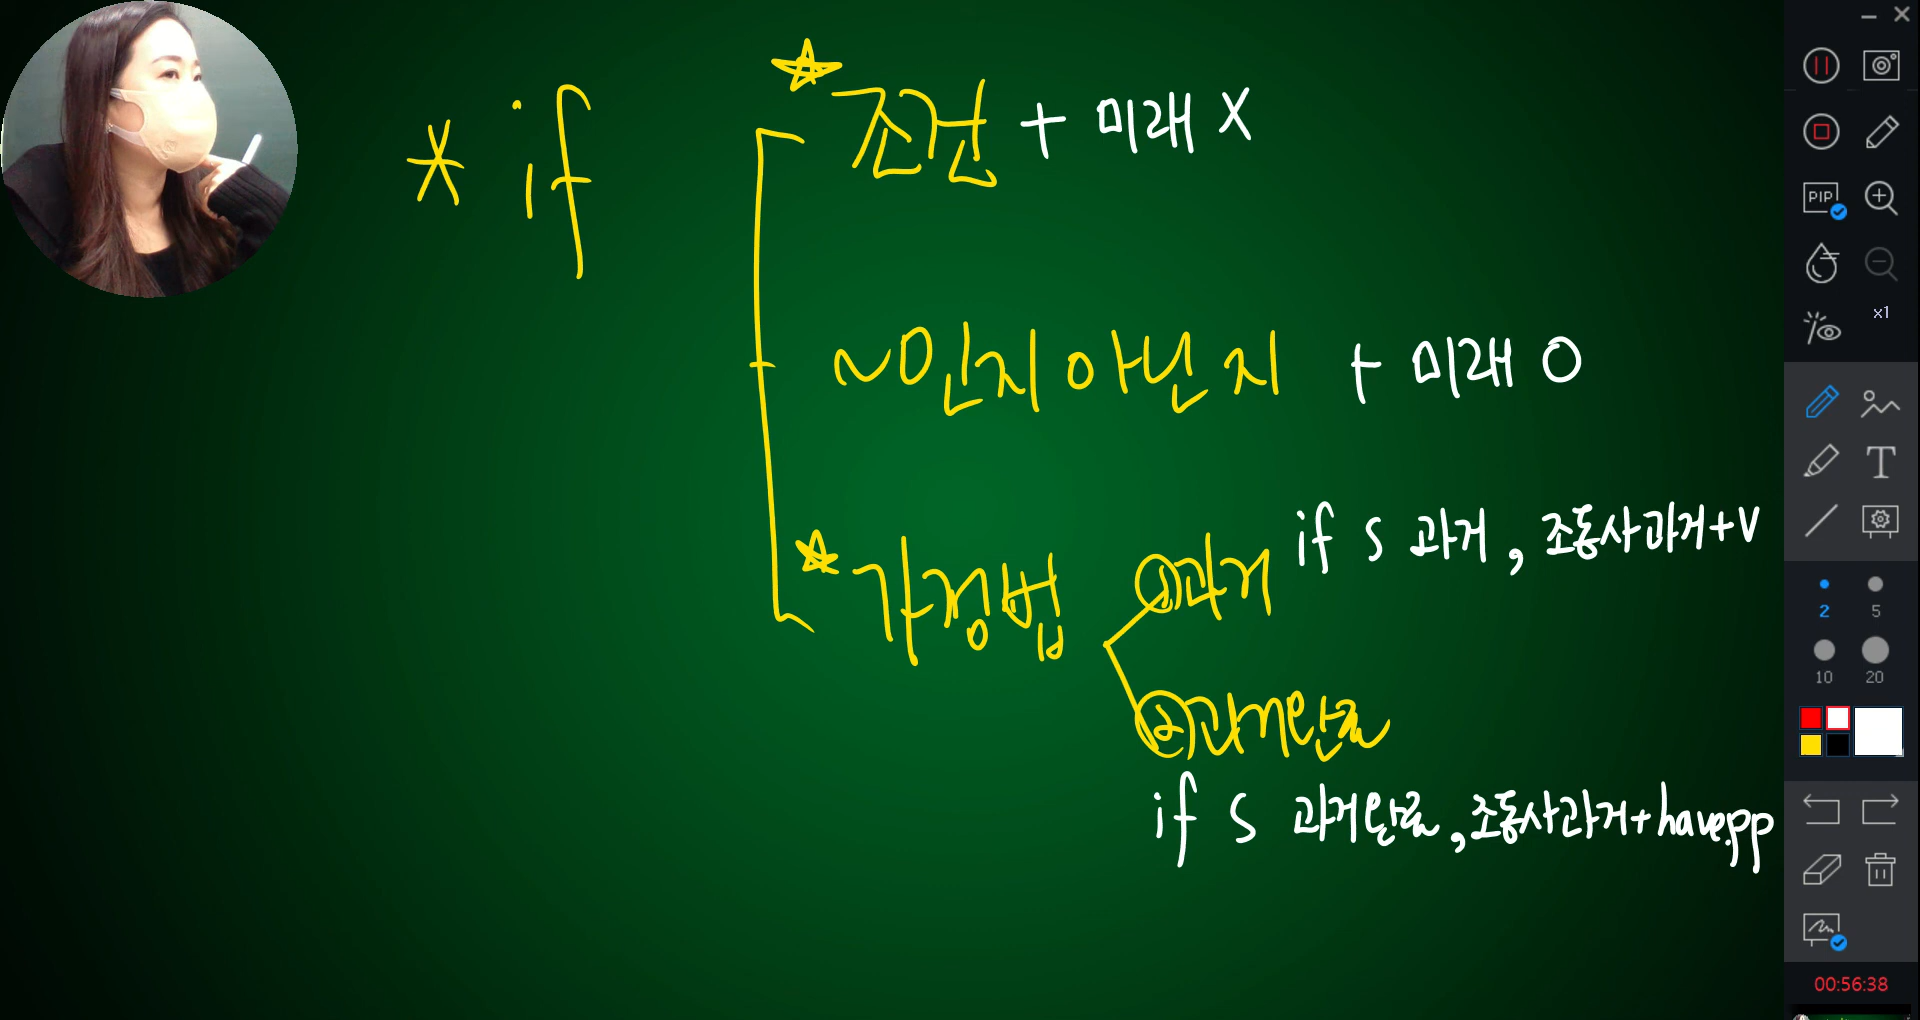 * if
☆ 조건 + 미래 X
~인지 아닌지 + 미래 O
☆ 가정법
① 과거 if S 과거, 조동사과거+V
② 과거완료
if S 과거완료, 조동사과거+have.pp
PIP
x1
T
2 5
10 20
00:56:38